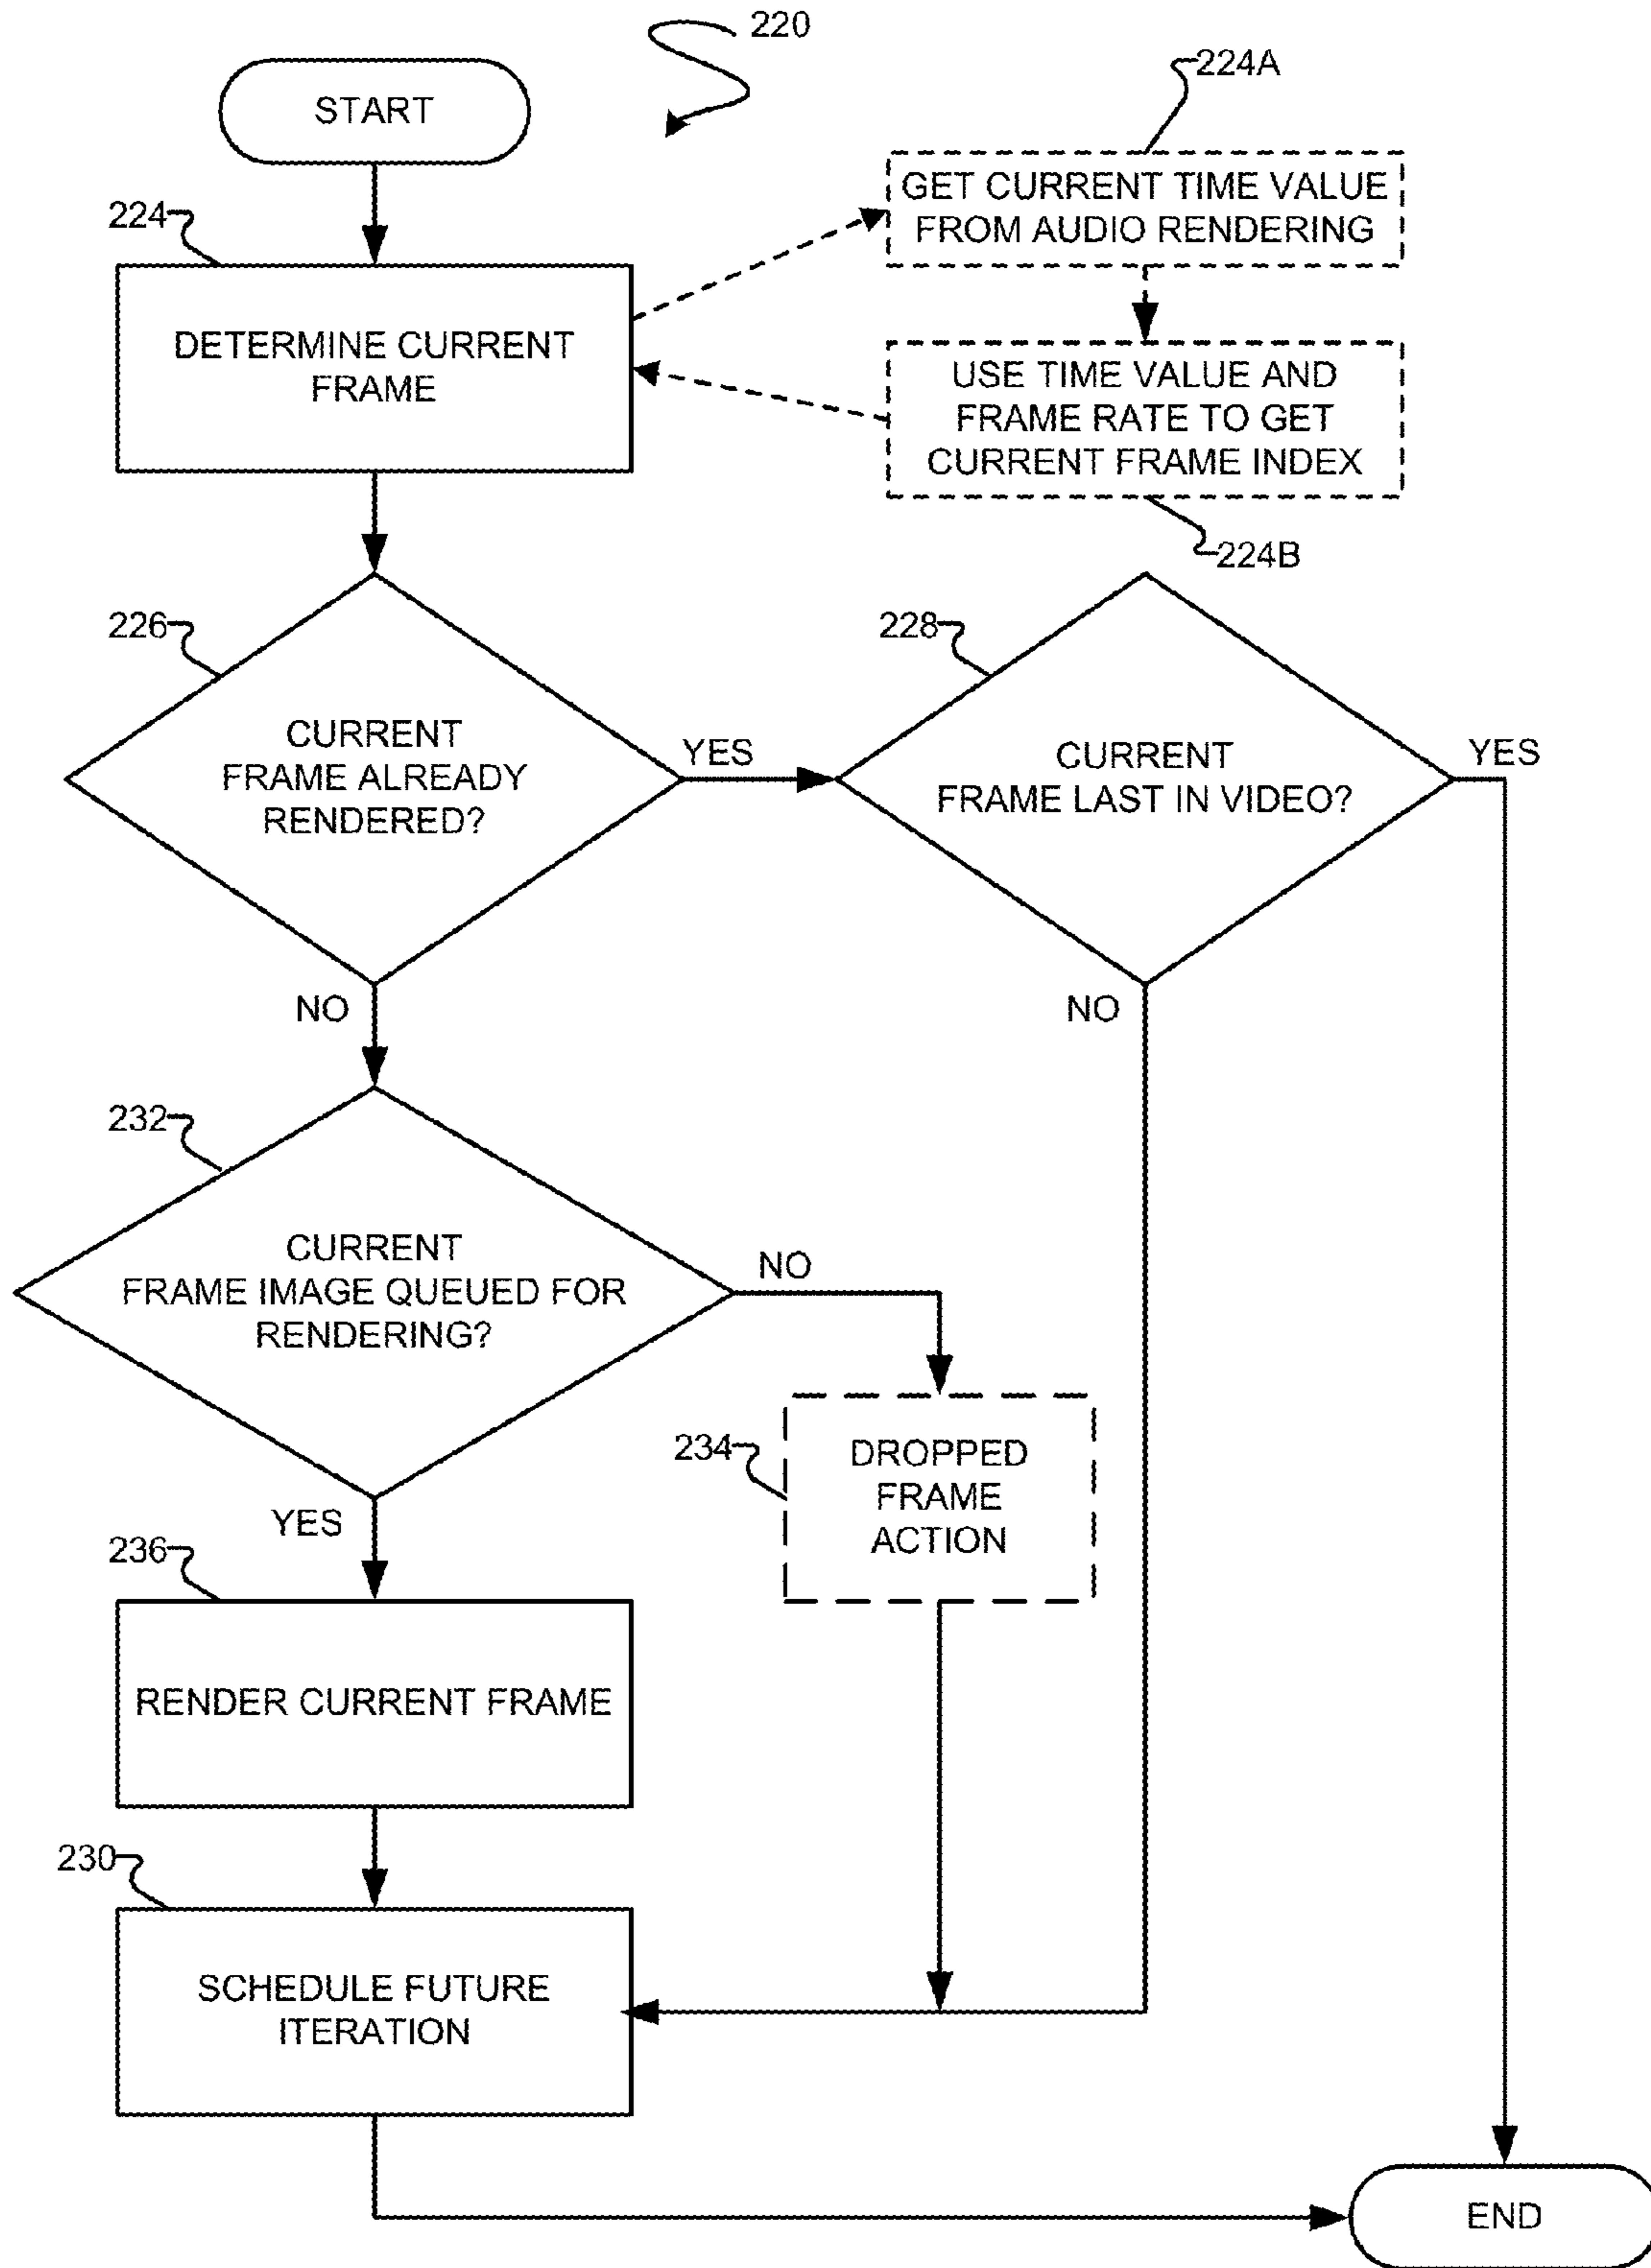 220
START
224A
GET CURRENT TIME VALUE
FROM AUDIO RENDERING
224
DETERMINE CURRENT
FRAME
USE TIME VALUE AND
FRAME RATE TO GET
CURRENT FRAME INDEX
224B
226
CURRENT
FRAME ALREADY
RENDERED?
YES
NO
228
CURRENT
FRAME LAST IN VIDEO?
YES
NO
232
CURRENT
FRAME IMAGE QUEUED FOR
RENDERING?
NO
YES
234
DROPPED
FRAME
ACTION
236
RENDER CURRENT FRAME
230
SCHEDULE FUTURE
ITERATION
END